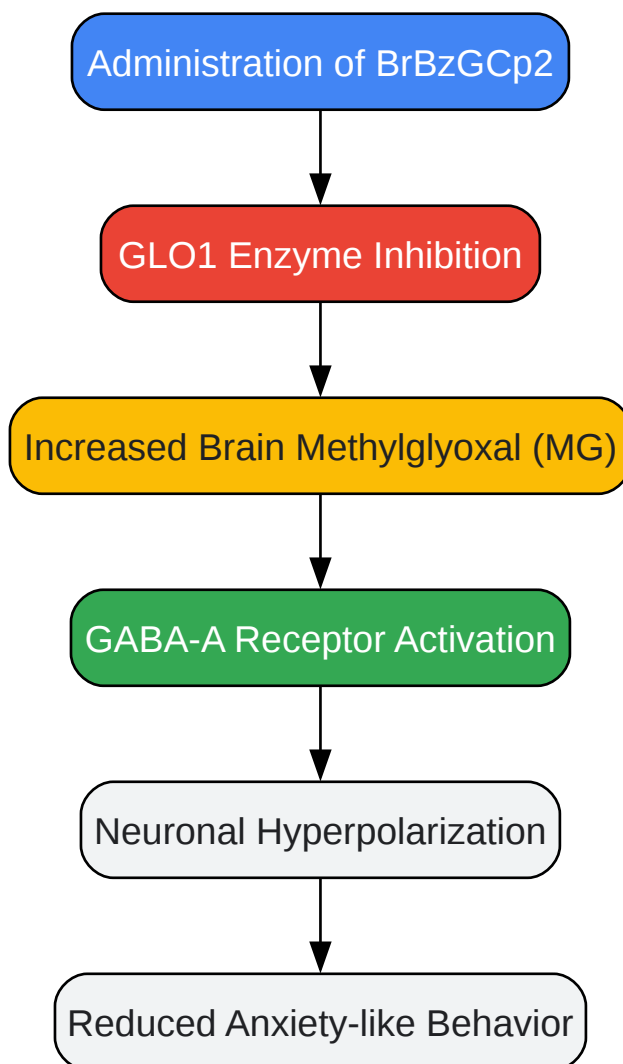 Administration of BrBzGCp2
GLO1 Enzyme Inhibition
Increased Brain Methylglyoxal (MG)
GABA-A Receptor Activation
Neuronal Hyperpolarization
Reduced Anxiety-like Behavior